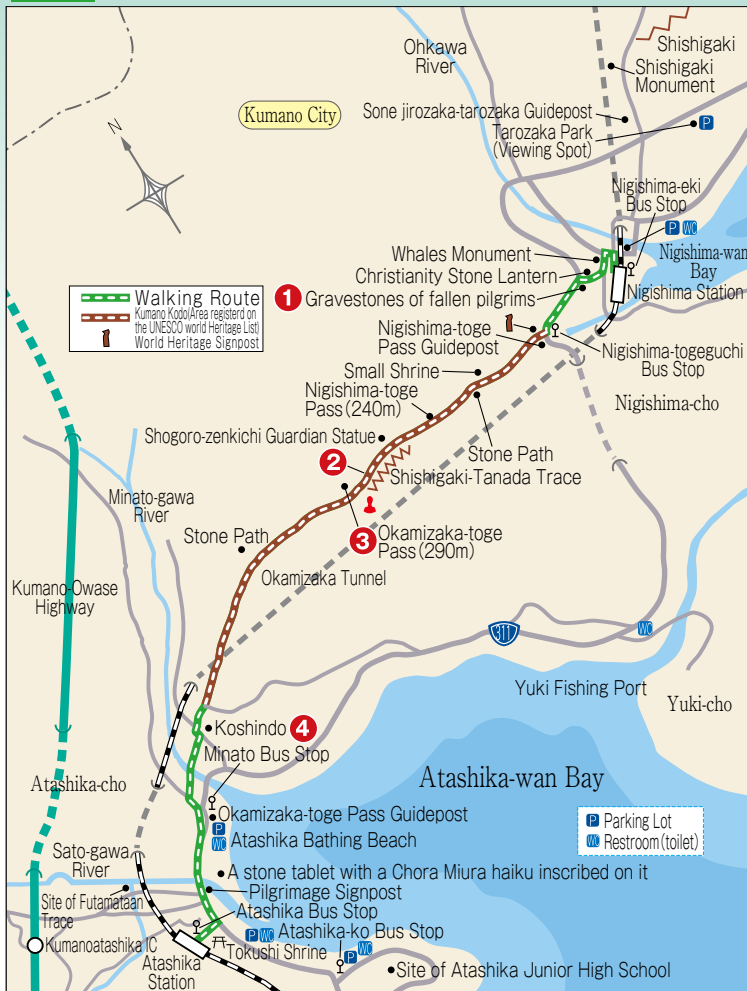 Ohkawa
River
Shishigaki
Shishigaki
Monument
Kumano City
Sone jirozaka-tarozaka Guidepost
Tarozaka Park
(Viewing Spot)
P
N
Nigishima-eki
Bus Stop
P WC
Whales Monument
Nigishima-wan
Bay
Christianity Stone Lantern
1 Gravestones of fallen pilgrims
Nigishima Station
Walking Route
Kumano Kodo(Area registerd on
the UNESCO world Heritage List)
World Heritage Signpost
Nigishima-toge
Pass Guidepost
Nigishima-togeguchi
Bus Stop
Small Shrine
Nigishima-toge
Pass(240m)
Nigishima-cho
Shogoro-zenkichi Guardian Statue
Stone Path
2
Shishigaki-Tanada Trace
Minato-gawa
River
3 Okamizaka-toge
Pass(290m)
Stone Path
Okamizaka Tunnel
Kumano-Owase
Highway
311
WC
Yuki Fishing Port
Yuki-cho
Koshindo 4
Minato Bus Stop
Atashika-cho
Atashika-wan Bay
Okamizaka-toge Pass Guidepost
P
WC Atashika Bathing Beach
P Parking Lot
WC Restroom(toilet)
Sato-gawa
River
A stone tablet with a Chora Miura haiku inscribed on it
Pilgrimage Signpost
Site of Futamataan
Trace
Atashika Bus Stop
P WC Atashika-ko Bus Stop
Kumanoatashika IC
Tokushi Shrine
P WC
Atashika
Station
Site of Atashika Junior High School